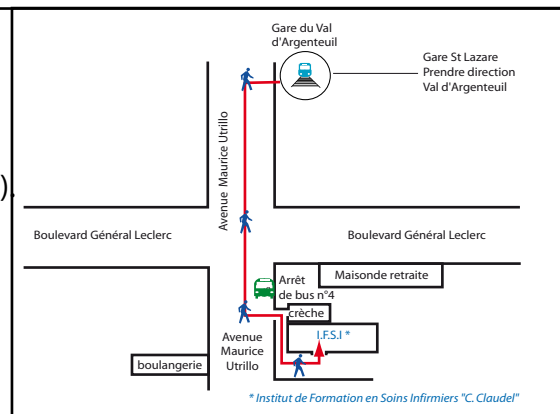 Gare du Val
d'Argenteuil
Gare St Lazare
Prendre direction
Val d'Argenteuil
Avenue Maurice Utrillo
).
Boulevard Général Leclerc
Boulevard Général Leclerc
Maisonde retraite
Arrêt
de bus n°4
crèche
I.F.S.I *
Avenue
Maurice
Utrillo
boulangerie
* Institut de Formation en Soins Infirmiers "C. Claudel"